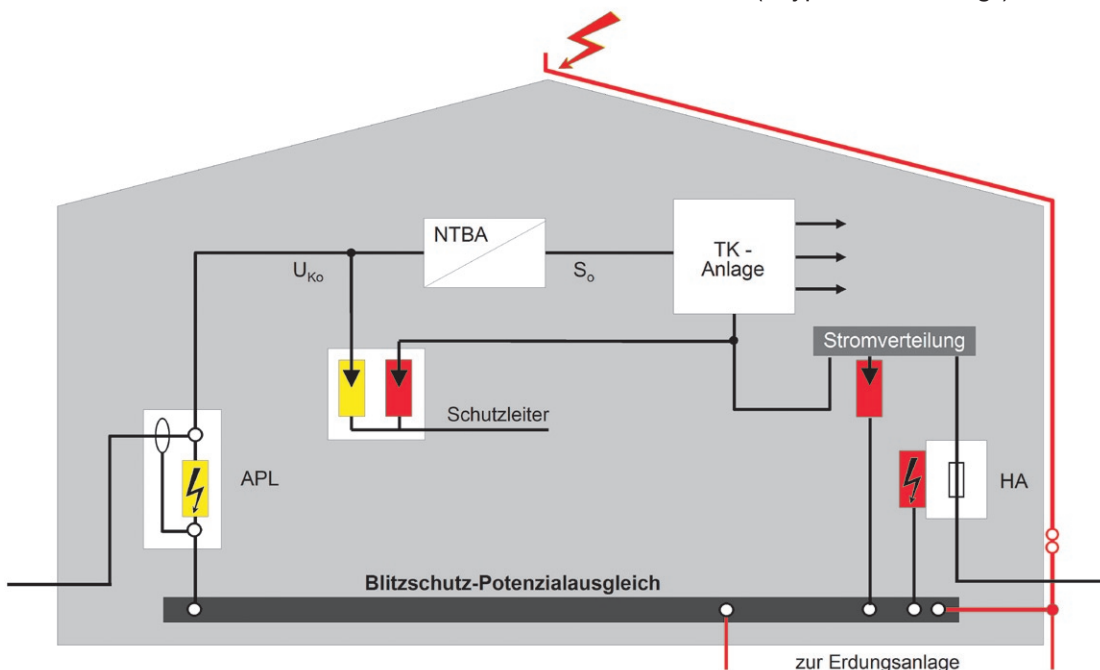 NTBA
TK -
Anlage
U_Ko
S_o
Stromverteilung
Schutzleiter
APL
HA
Blitzschutz-Potenzialausgleich
zur Erdungsanlage